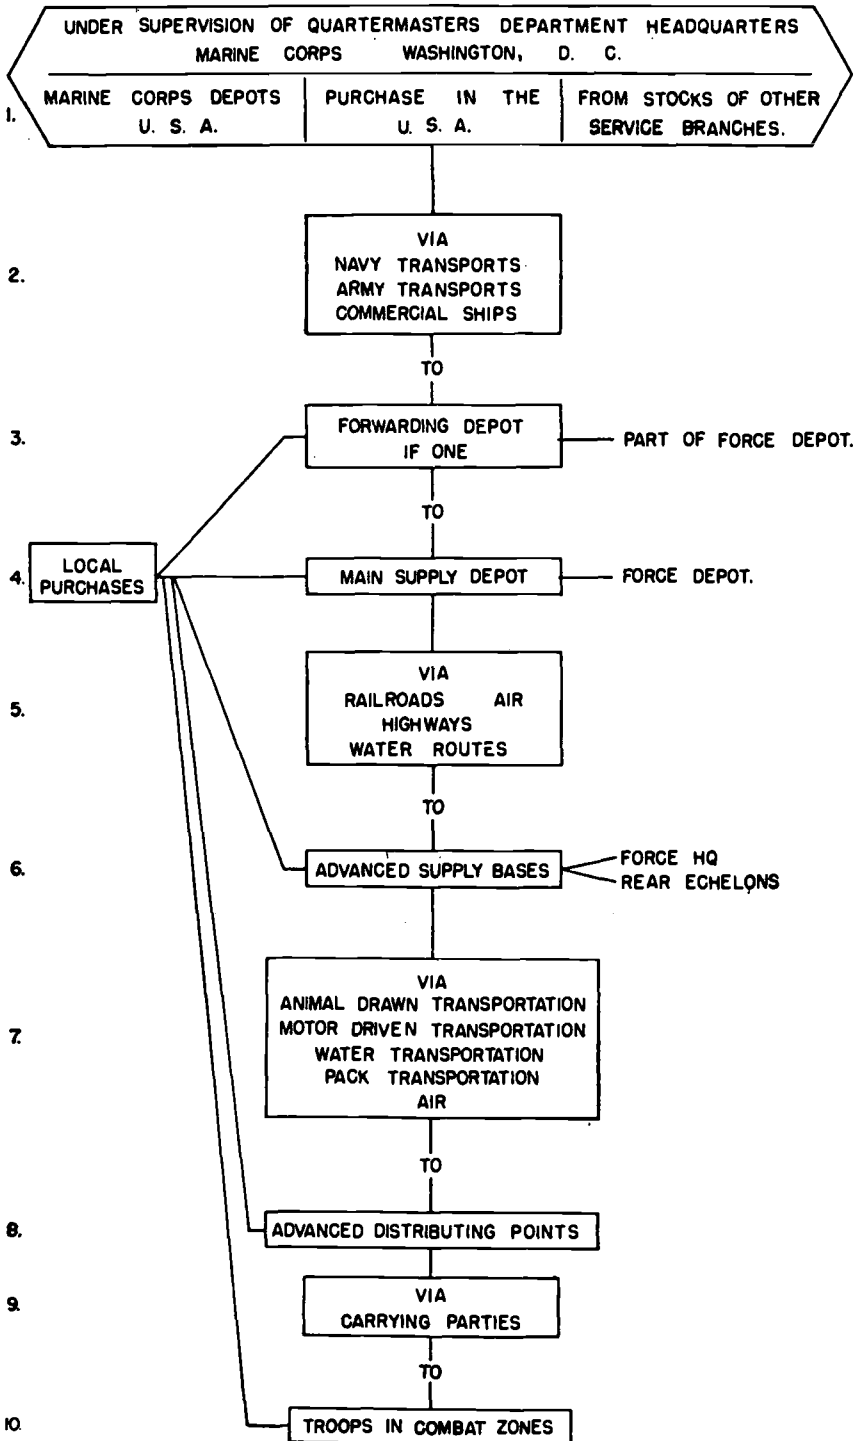 UNDER SUPERVISION OF QUARTERMASTERS DEPARTMENT HEADQUARTERS
MARINE CORPS WASHINGTON, D. C.
1.
MARINE CORPS DEPOTS
U. S. A.
PURCHASE IN THE
U. S. A.
FROM STOCKS OF OTHER
SERVICE BRANCHES.
2.
VIA
NAVY TRANSPORTS
ARMY TRANSPORTS
COMMERCIAL SHIPS
TO
3.
FORWARDING DEPOT
IF ONE
PART OF FORCE DEPOT.
TO
4.
LOCAL
PURCHASES
MAIN SUPPLY DEPOT
FORCE DEPOT.
5.
VIA
RAILROADS AIR
HIGHWAYS
WATER ROUTES
TO
6.
ADVANCED SUPPLY BASES
FORCE HQ
REAR ECHELONS
7.
VIA
ANIMAL DRAWN TRANSPORTATION
MOTOR DRIVEN TRANSPORTATION
WATER TRANSPORTATION
PACK TRANSPORTATION
AIR
TO
8.
ADVANCED DISTRIBUTING POINTS
9.
VIA
CARRYING PARTIES
TO
10.
TROOPS IN COMBAT ZONES